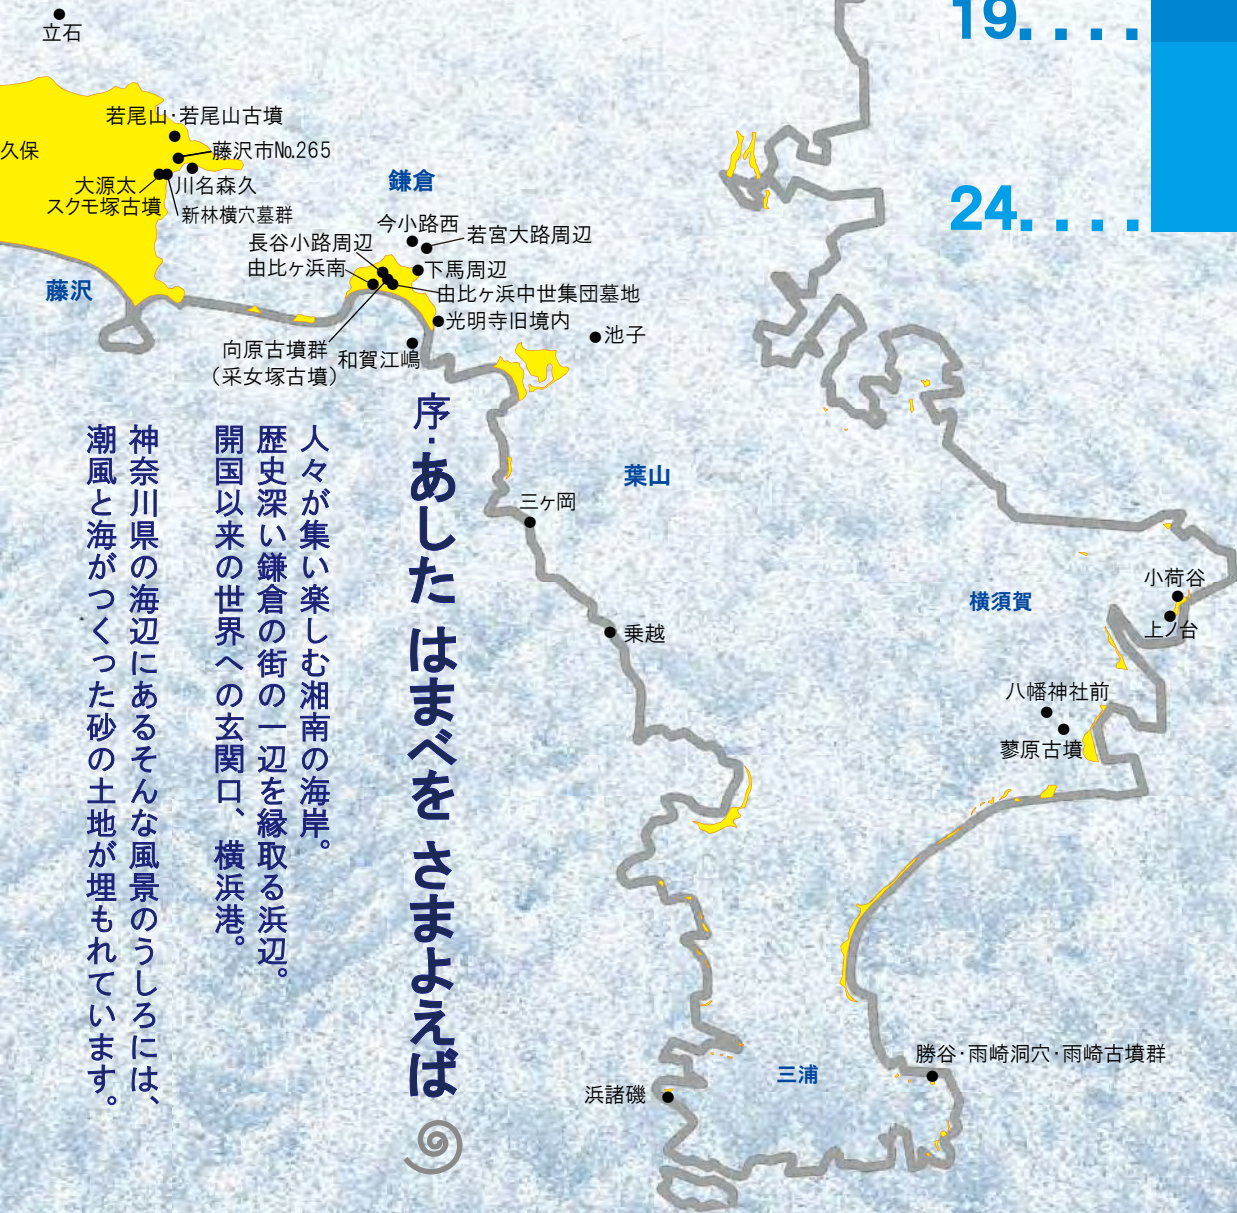 19. . . . .
24. . . . .
立石
若尾山・若尾山古墳
久保
藤沢市№265
大源太
川名森久
スクモ塚古墳
新林横穴墓群
鎌倉
今小路西
若宮大路周辺
長谷小路周辺
由比ヶ浜南
下馬周辺
由比ヶ浜中世集団墓地
藤沢
光明寺旧境内
池子
向原古墳群
(采女塚古墳)
和賀江嶋
序・あした はまべを さまよえば
人々が集い楽しむ湘南の海岸。
歴史深い鎌倉の街の一辺を縁取る浜辺。
開国以来の世界への玄関口、横浜港。
神奈川県の海辺にあるそんな風景のうしろには、
潮風と海がつくった砂の土地が埋もれています。
葉山
三ヶ岡
乗越
横須賀
小荷谷
上ノ台
八幡神社前
蓼原古墳
勝谷・雨崎洞穴・雨崎古墳群
三浦
浜諸磯